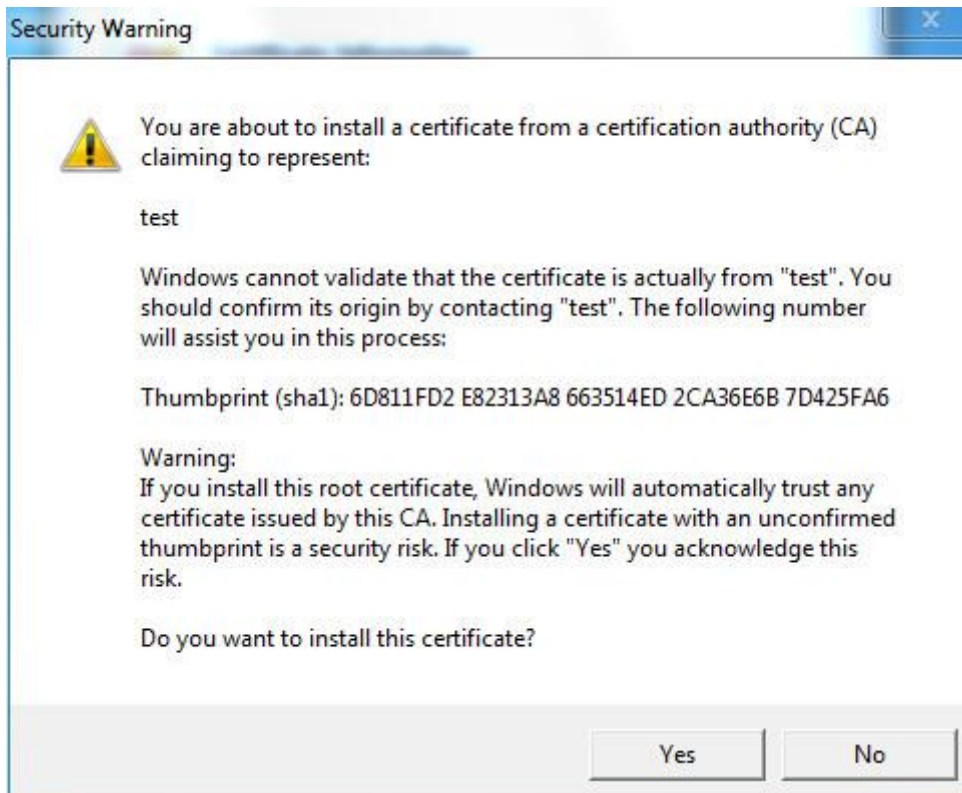 Security Warning
You are about to install a certificate from a certification authority (CA)
claiming to represent:
test
Windows cannot validate that the certificate is actually from "test". You
should confirm its origin by contacting "test". The following number
will assist you in this process:
Thumbprint (sha1): 6D811FD2 E82313A8 663514ED 2CA36E6B 7D425FA6
Warning:
If you install this root certificate, Windows will automatically trust any
certificate issued by this CA. Installing a certificate with an unconfirmed
thumbprint is a security risk. If you click "Yes" you acknowledge this
risk.
Do you want to install this certificate?
Yes
No